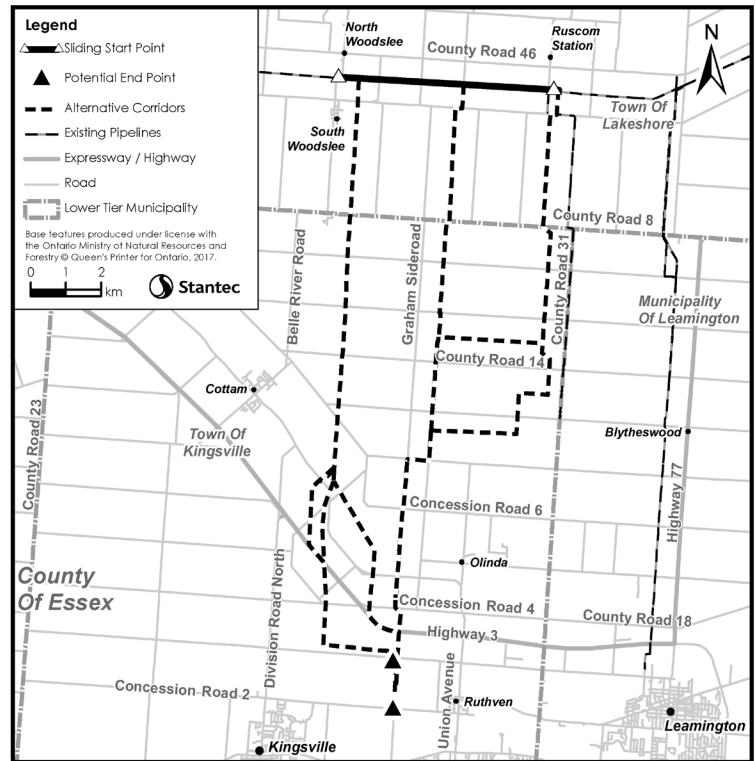 Legend
Sliding Start Point
Potential End Point
Alternative Corridors
Existing Pipelines
Expressway / Highway
Road
Lower Tier Municipality
Base features produced under license with
the Ontario Ministry of Natural Resources and
Forestry © Queen's Printer for Ontario, 2017.
0 1 2
km
Stantec
North
Woodslee
County Road 46
Ruscom
Station
N
Town Of
Lakeshore
South
Woodslee
County Road 8
Belle River Road
Graham Sideroad
County Road 31
Municipality
Of Leamington
County Road 14
Cottam
Town Of
Kingsville
County Road 23
Blytheswood
Highway 77
Concession Road 6
Olinda
County
Of Essex
Division Road North
Concession Road 4
County Road 18
Highway 3
Concession Road 2
Union Avenue
Ruthven
Leamington
Kingsville